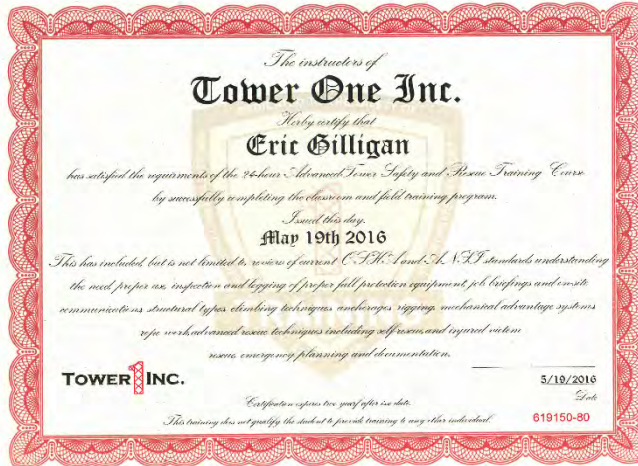 The instructors of
Tower One Inc.
Herby certify that
Eric Gilligan
has satisfied the requirments of the 24-hour Advanced Tower Safety and Rescue Training Course
by successfully completing the classroom and field training program.
Issued this day.
May 19th 2016
This has included, but is not limited to, reviews of current O.S.H.A and A.N.S.I standards understanding
the need, proper use, inspection and logging of proper fall protection equipment, job briefings and on-site
communications, structural types, climbing techniques, anchorages, rigging, mechanical advantage systems
rope work, advanced rescue techniques including self rescue, and injured victim
rescue, emergency planning and documentation.
TOWER 1 INC.
5/19/2016
Date
Certification expires two years after issue date.
This training does not qualify the student to provide training to any other individual.
619150-80